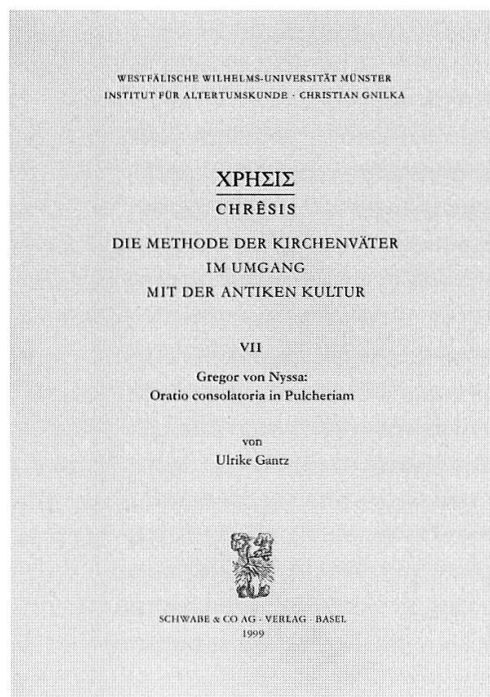 WESTFÄLISCHE WILHELMS-UNIVERSITÄT MÜNSTER
INSTITUT FÜR ALTERTUMSKUNDE · CHRISTIAN GNILKA
ΧΡΗΣΙΣ
CHRÊSIS
DIE METHODE DER KIRCHENVÄTER
IM UMGANG
MIT DER ANTIKEN KULTUR
VII
Gregor von Nyssa:
Oratio consolatoria in Pulcheriam
von
Ulrike Gantz
SCHWABE & CO AG · VERLAG · BASEL
1999